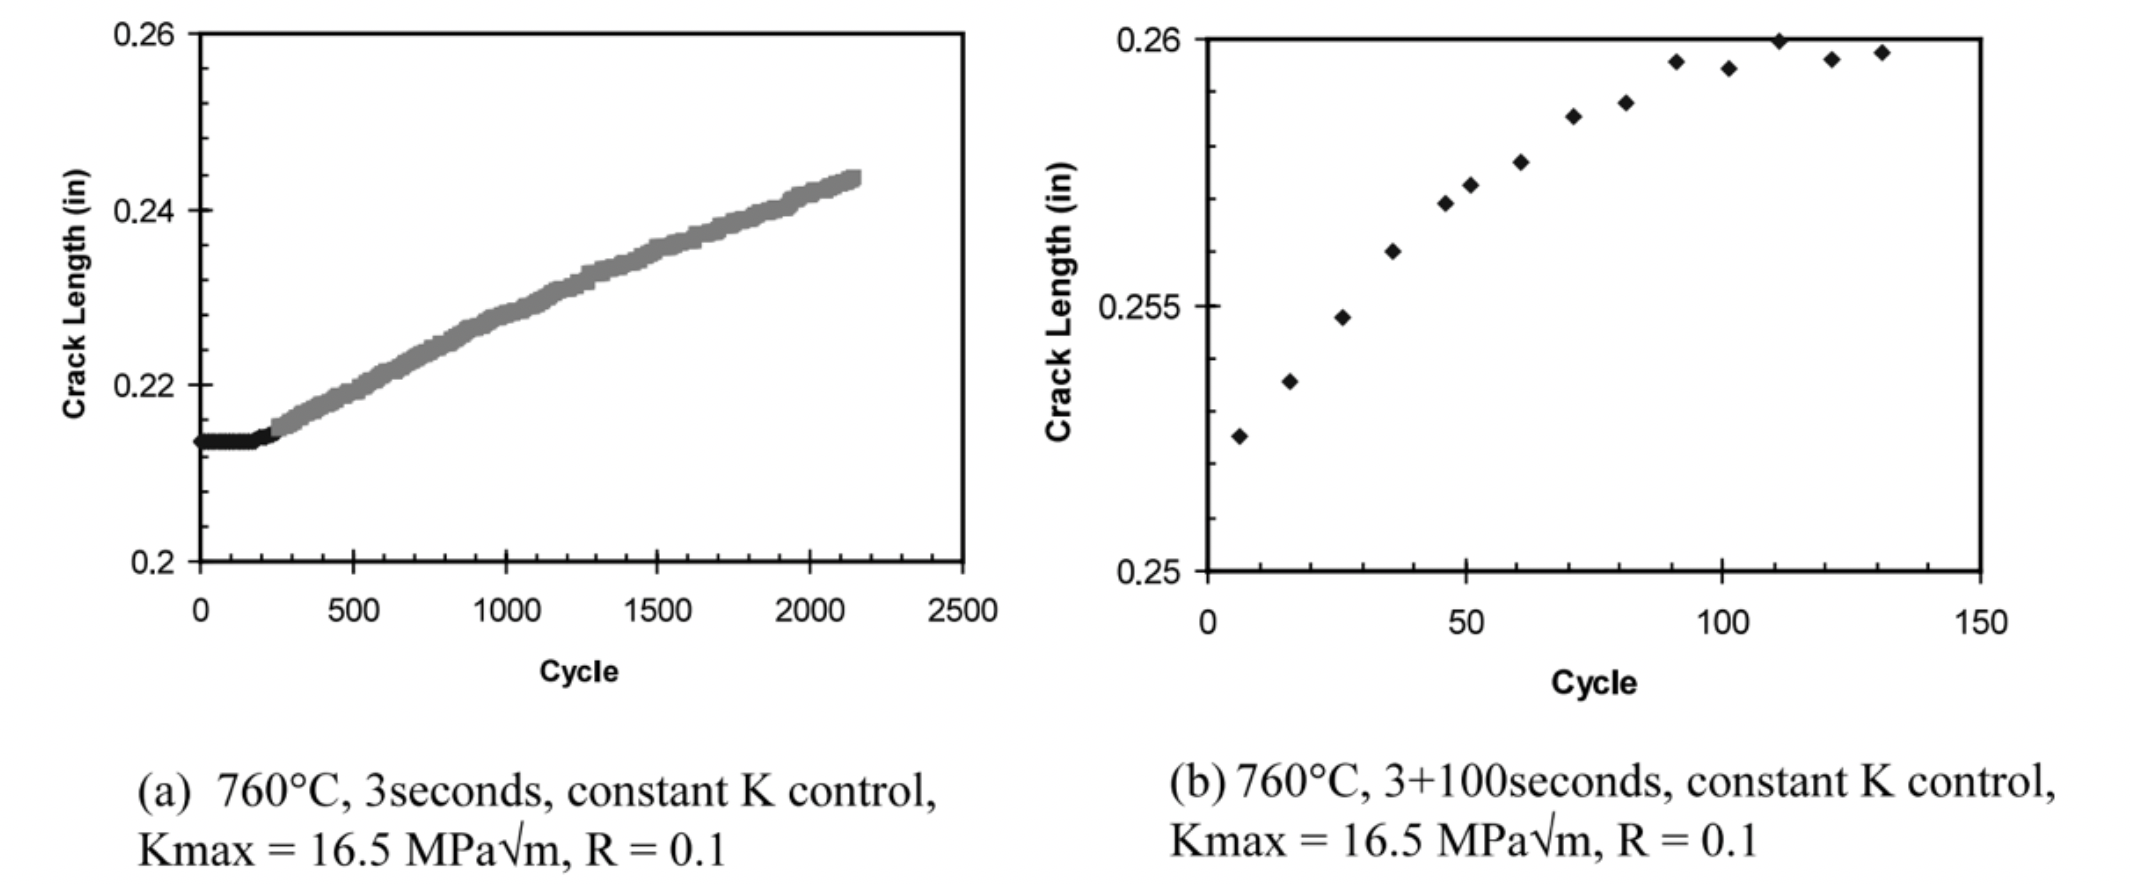 0.26
0.24
0.22
0.2
Crack Length (in)
0 500 1000 1500 2000 2500
Cycle
(a) 760°C, 3seconds, constant K control,
Kmax = 16.5 MPa√m, R = 0.1
0.26
0.255
0.25
Crack Length (in)
0 50 100 150
Cycle
(b) 760°C, 3+100seconds, constant K control,
Kmax = 16.5 MPa√m, R = 0.1